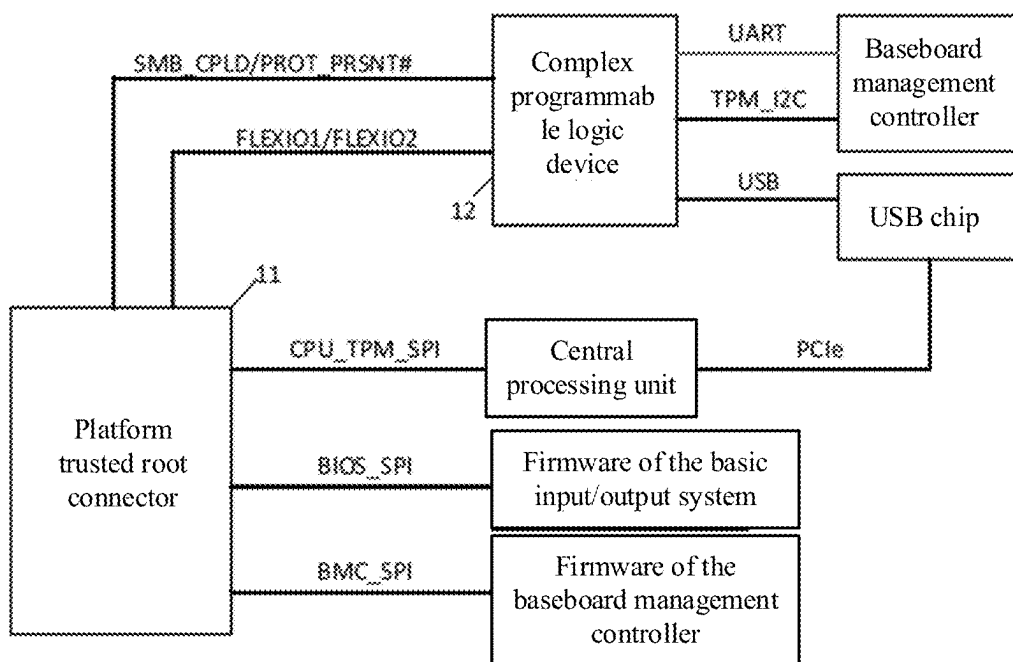 SMB_CPLD/PROT_PRSNT#
FLEXIO1/FLEXIO2
12
Complex
programmab
le logic
device
UART
TPM_I2C
USB
Baseboard
management
controller
USB chip
11
Platform
trusted root
connector
CPU_TPM_SPI
Central
processing unit
PCIe
BIOS_SPI
Firmware of the basic
input/output system
BMC_SPI
Firmware of the
baseboard management
controller